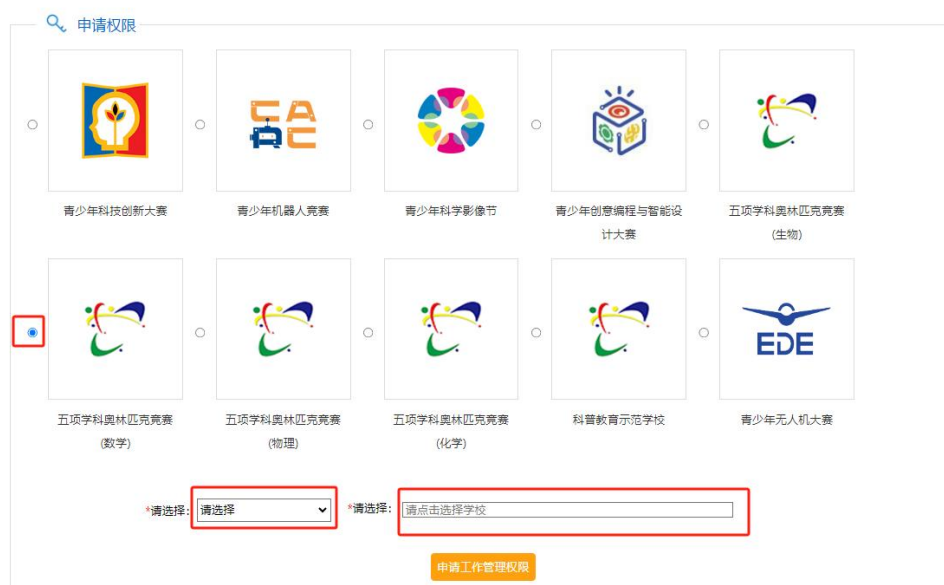 申请权限
CA
RC
青少年科技创新大赛
青少年机器人竞赛
青少年科学影像节
青少年创意编程与智能设
计大赛
五项学科奥林匹克竞赛
(生物)
EDE
五项学科奥林匹克竞赛
(数学)
五项学科奥林匹克竞赛
(物理)
五项学科奥林匹克竞赛
(化学)
科普教育示范学校
青少年无人机大赛
*请选择:
请选择
*请选择:
请点击选择学校
申请工作管理权限